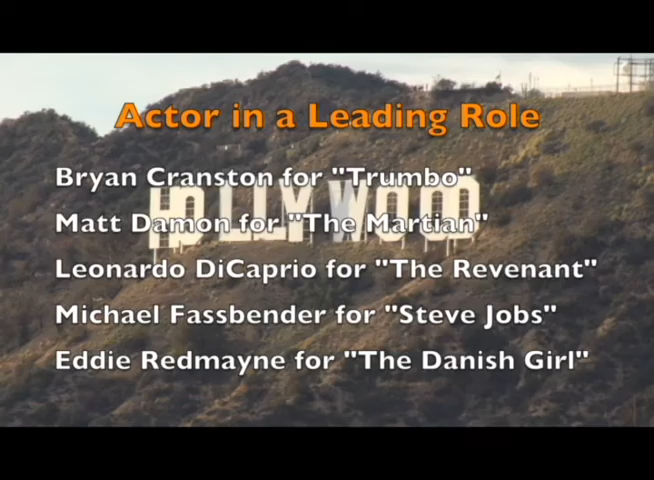 Actor in a Leading Role
Bryan Cranston for "Trumbo"
Matt Damon for "The Martian"
Leonardo DiCaprio for "The Revenant"
Michael Fassbender for "Steve Jobs"
Eddie Redmayne for "The Danish Girl"
HOLLYWOOD